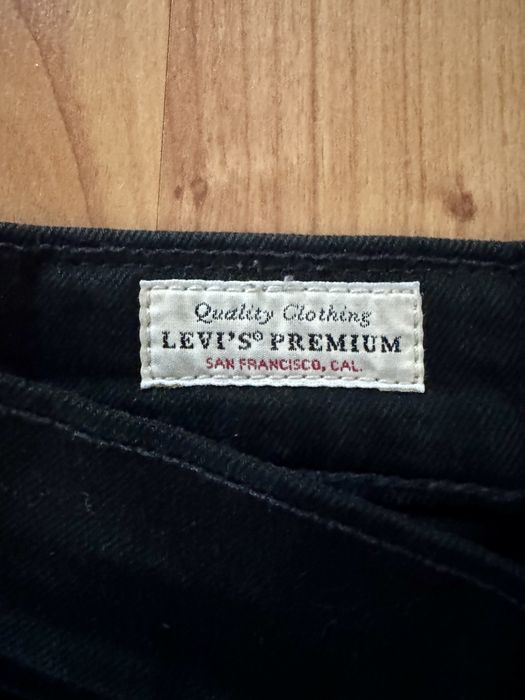 Quality Clothing
LEVI'S® PREMIUM
SAN FRANCISCO, CAL.